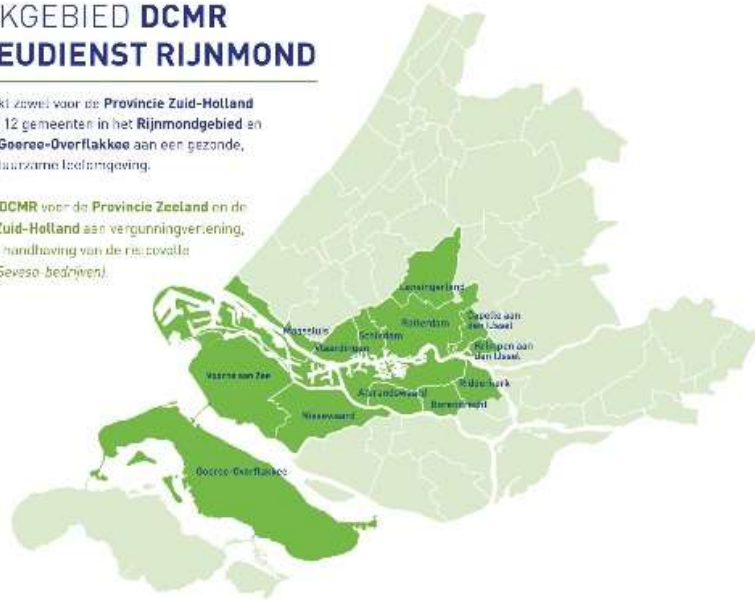 KGEBIED DCMR
EUDIENST RIJNMOND
kt zowel voor de Provincie Zuid-Holland
12 gemeenten in het Rijnmondgebied en
Goeree-Overflakkee aan een gezonde,
uurzame leefomgeving.
DCMR voor de Provincie Zeeland en de
Zuid-Holland aan vergunningverlening,
handhaving van de risicovolle
Seveso-bedrijven).
Lansingerland
Maassluis
Schiedam
Rotterdam
Capelle aan
den IJssel
Vlaardingen
Krimpen aan
den IJssel
Voorne aan Zee
Albrandswaard
Ridderkerk
Nissewaard
Barendrecht
Goeree-Overflakkee